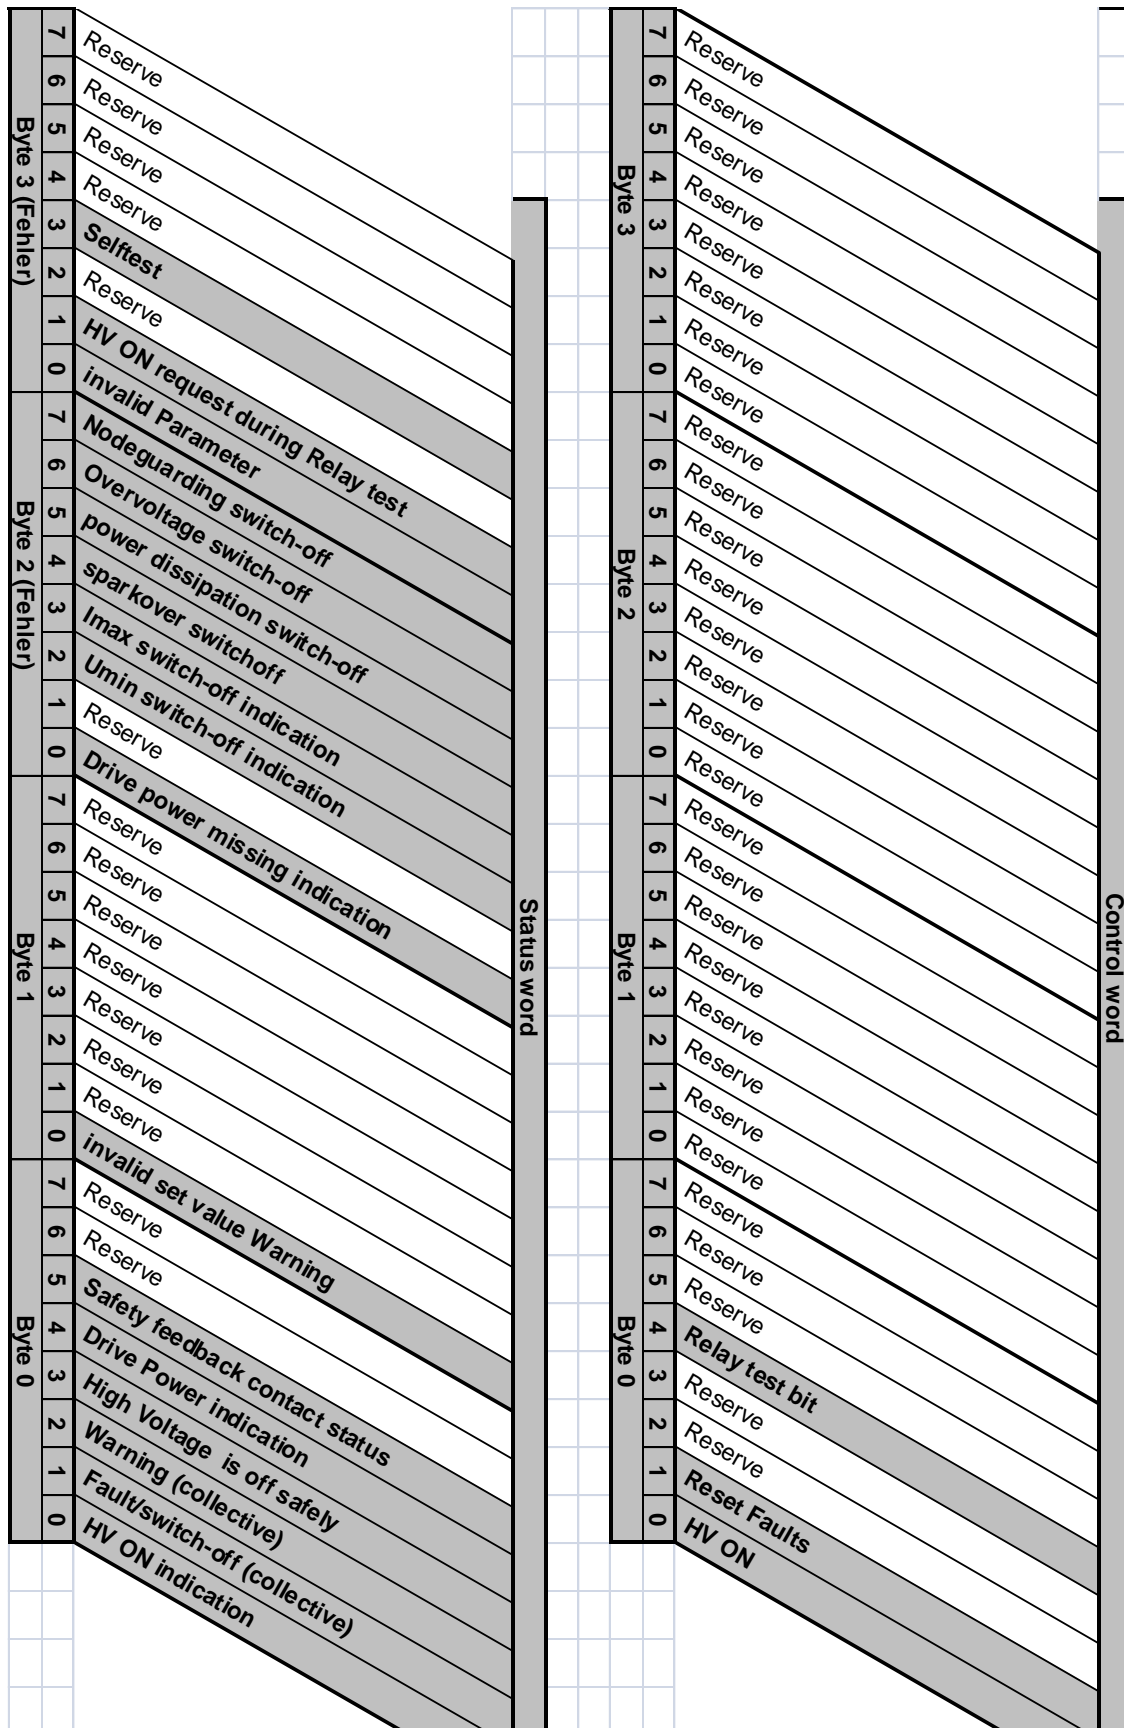 Status word
Byte 3 (Fehler)
7 Reserve
6 Reserve
5 Reserve
4 Reserve
3 Selftest
2 Reserve
1 HV ON request during Relay test
0 invalid Parameter
Byte 2 (Fehler)
7 Nodeguarding switch-off
6 Overvoltage switch-off
5 power dissipation switch-off
4 sparkover switchoff
3 Imax switch-off indication
2 Umin switch-off indication
1 Reserve
0 Drive power missing indication
Byte 1
7 Reserve
6 Reserve
5 Reserve
4 Reserve
3 Reserve
2 Reserve
1 Reserve
0 invalid set value Warning
Byte 0
7 Reserve
6 Reserve
5 Safety feedback contact status
4 Drive Power indication
3 High Voltage is off safely
2 Warning (collective)
1 Fault/switch-off (collective)
0 HV ON indication
Control word
Byte 3
7 Reserve
6 Reserve
5 Reserve
4 Reserve
3 Reserve
2 Reserve
1 Reserve
0 Reserve
Byte 2
7 Reserve
6 Reserve
5 Reserve
4 Reserve
3 Reserve
2 Reserve
1 Reserve
0 Reserve
Byte 1
7 Reserve
6 Reserve
5 Reserve
4 Reserve
3 Reserve
2 Reserve
1 Reserve
0 Reserve
Byte 0
7 Reserve
6 Reserve
5 Reserve
4 Relay test bit
3 Reserve
2 Reserve
1 Reset Faults
0 HV ON